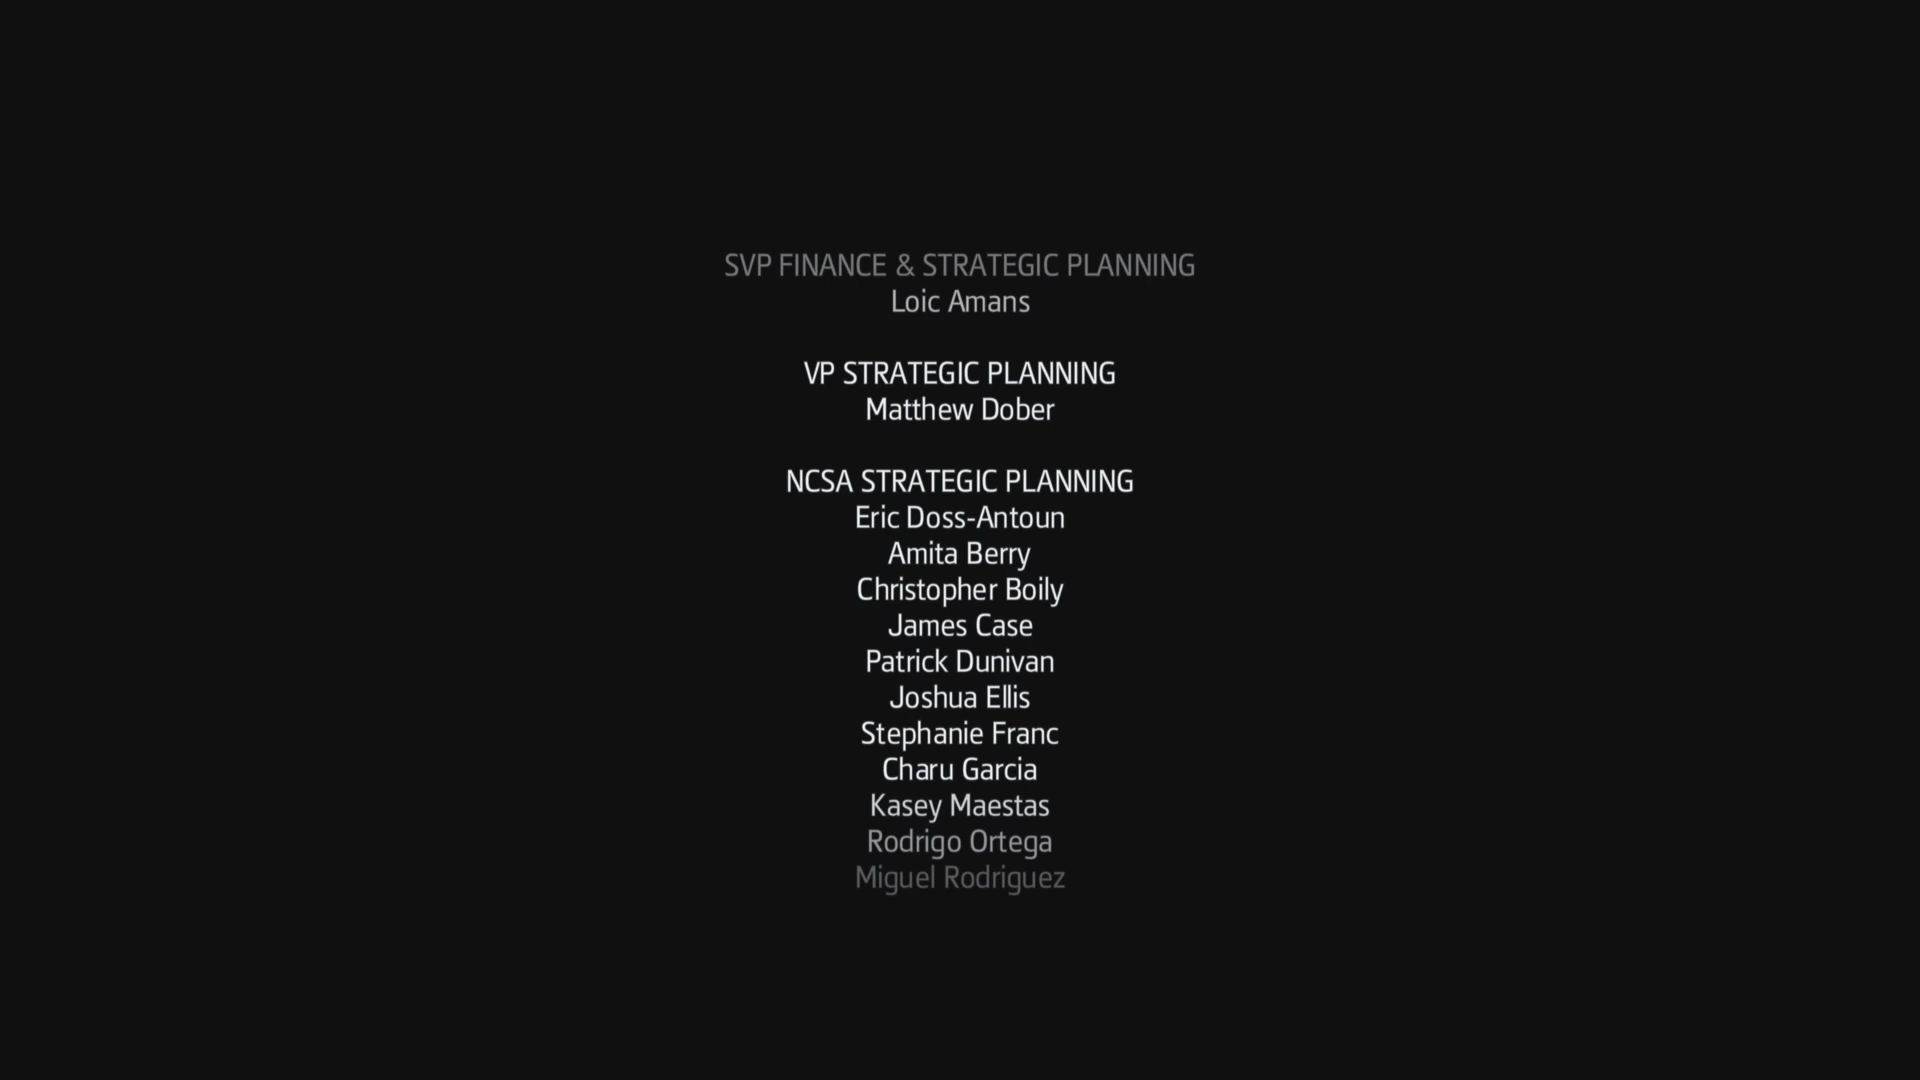 SVP FINANCE & STRATEGIC PLANNING
Loic Amans
VP STRATEGIC PLANNING
Matthew Dober
NCSA STRATEGIC PLANNING
Eric Doss-Antoun
Amita Berry
Christopher Boily
James Case
Patrick Dunivan
Joshua Ellis
Stephanie Franc
Charu Garcia
Kasey Maestas
Rodrigo Ortega
Miguel Rodriguez